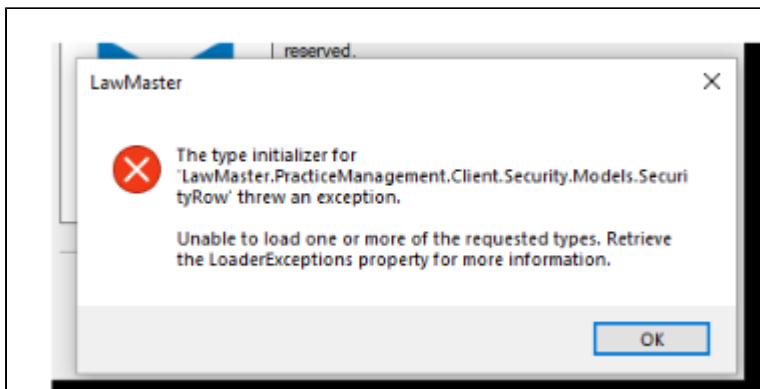 reserved.
LawMaster
The type initializer for
'LawMaster.PracticeManagement.Client.Security.Models.Securi
tyRow' threw an exception.
Unable to load one or more of the requested types. Retrieve
the LoaderExceptions property for more information.
OK